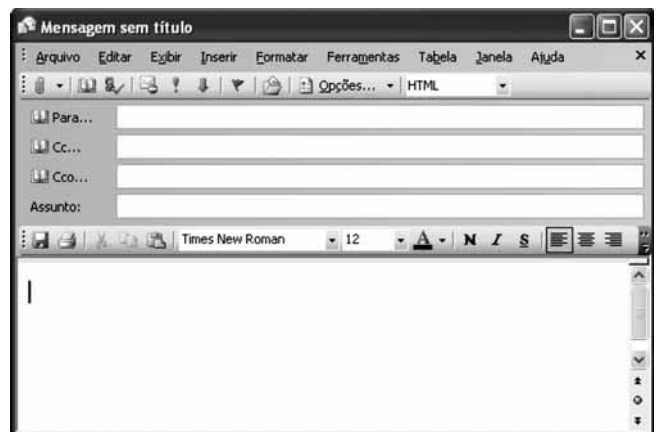 Mensagem sem título
Arquivo Editar Exibir Inserir Formatar Ferramentas Tabela Janela Ajuda
Opções... HTML
Para...
Cc...
Cco...
Assunto:
Times New Roman 12 A N I S